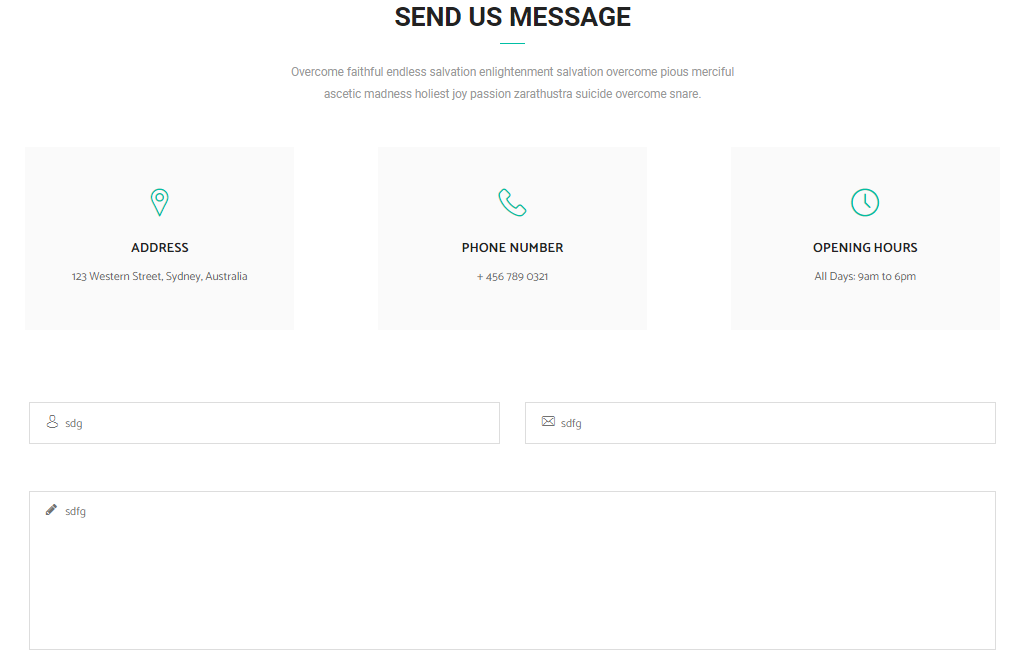 SEND US MESSAGE
Overcome faithful endless salvation enlightenment salvation overcome pious merciful
ascetic madness holiest joy passion zarathustra suicide overcome snare.
ADDRESS
123 Western Street, Sydney, Australia
PHONE NUMBER
+ 456 789 0321
OPENING HOURS
All Days: 9am to 6pm
sdg
sdfg
sdfg